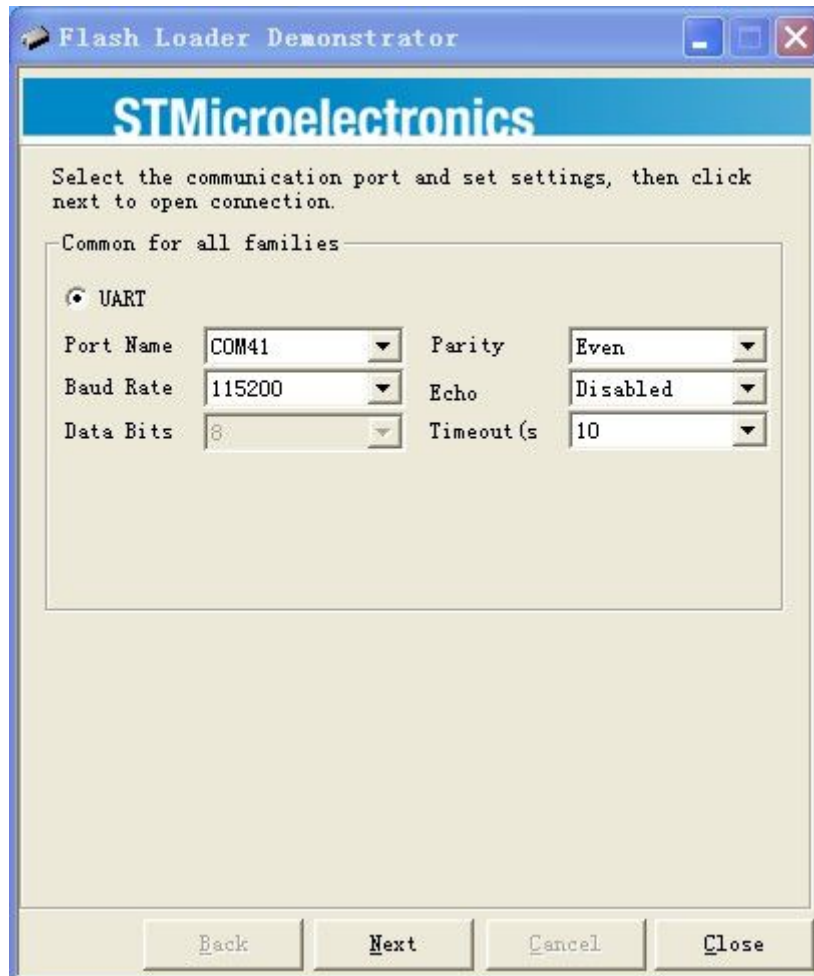 Flash Loader Demonstrator
STMicroelectronics
Select the communication port and set settings, then click
next to open connection.
Common for all families
UART
Port Name COM41 Parity Even
Baud Rate 115200 Echo Disabled
Data Bits 8 Timeout(s 10
Back Next Cancel Close